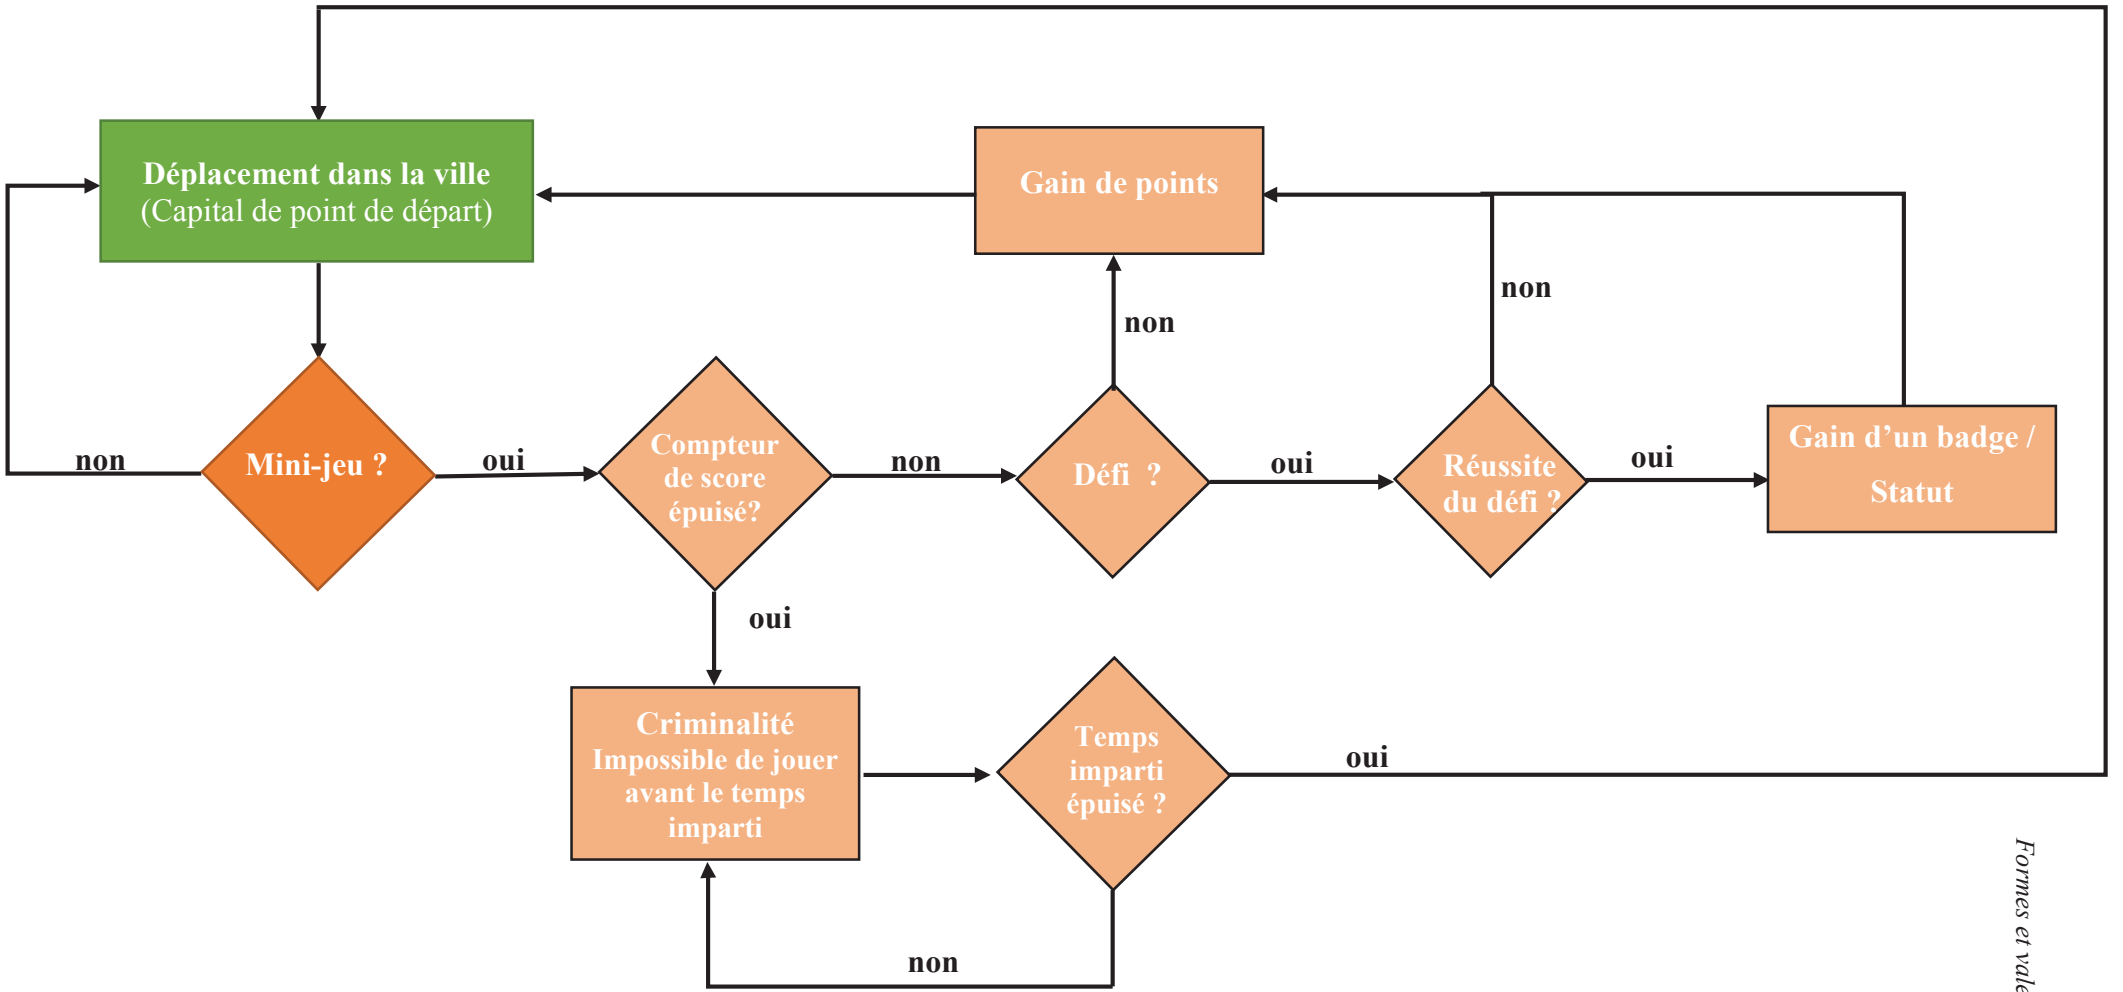 Déplacement dans la ville
(Capital de point de départ)
Gain de points
non
non
Mini-jeu ?
non
oui
Compteur
de score
épuisé?
non
Défi ?
oui
Réussite
du défi ?
oui
Gain d'un badge /
Statut
oui
Criminalité
Impossible de jouer
avant le temps
imparti
Temps
imparti
épuisé ?
oui
non
Formes et vale